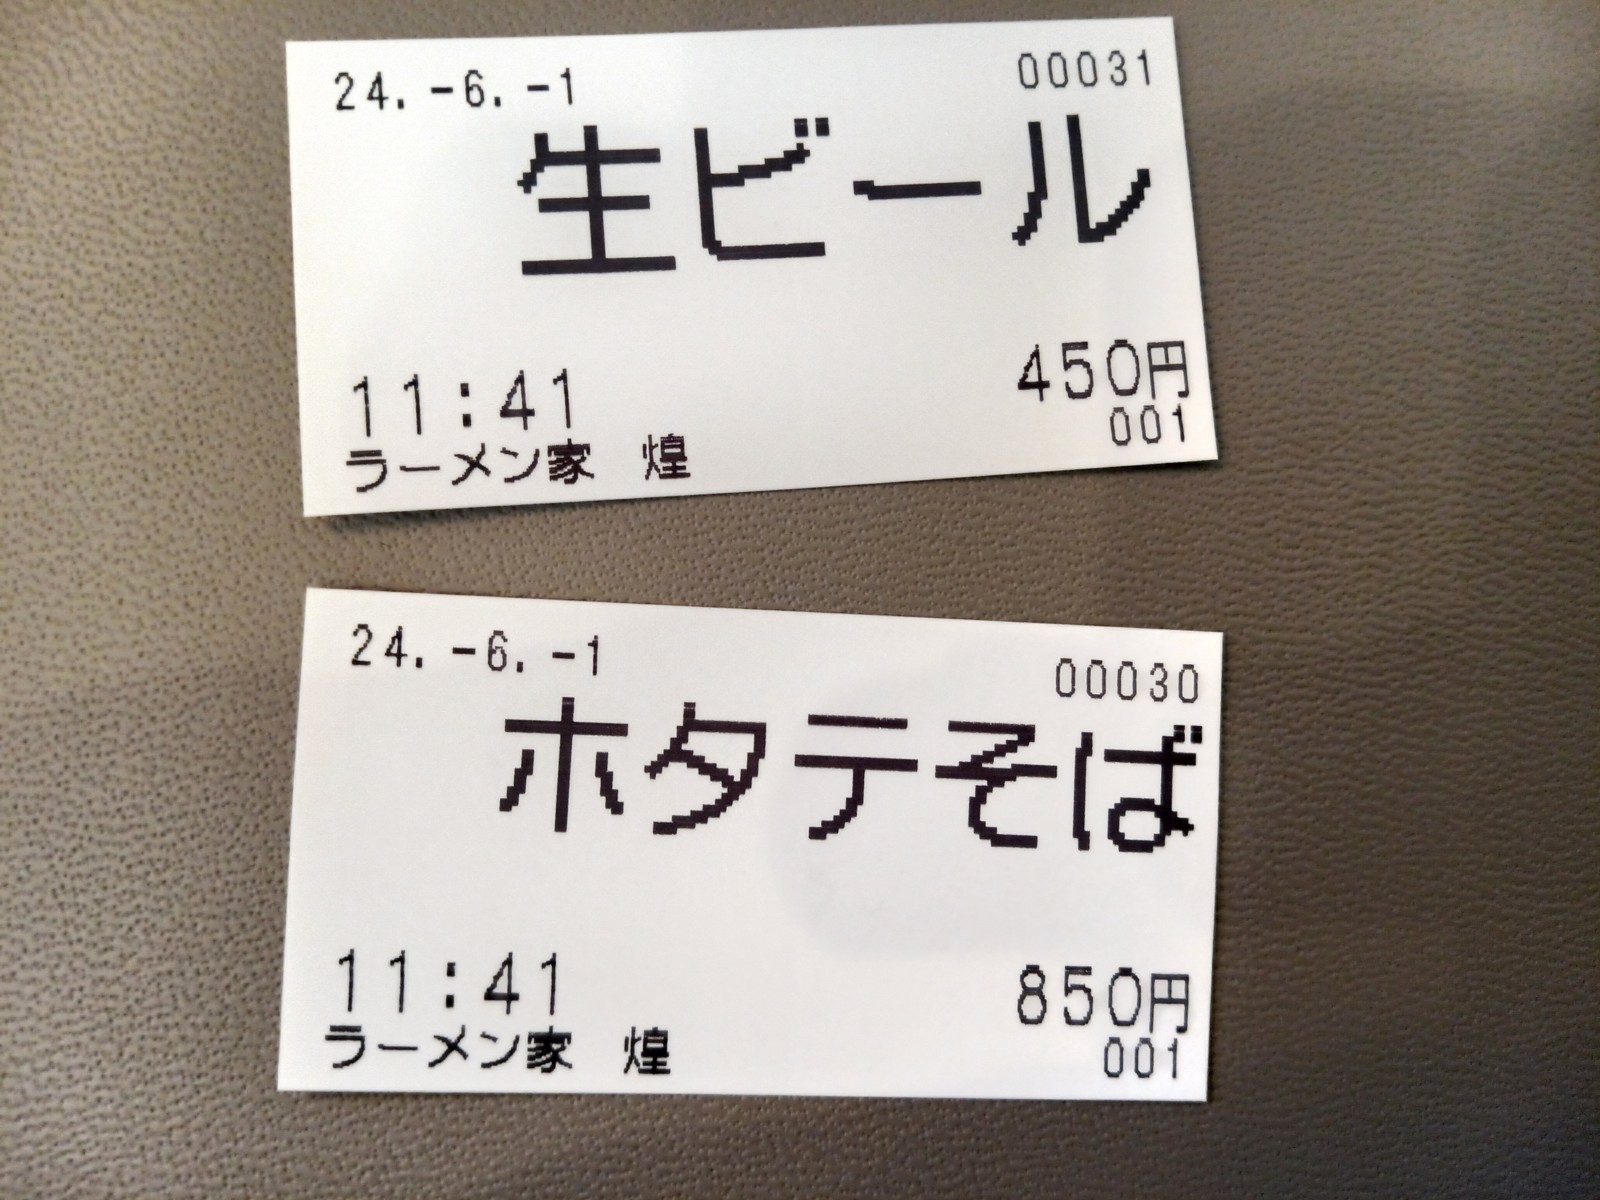 24.-6.-1 00031
生ビール
450円
11:41
001
ラーメン家 煌
24.-6.-1 00030
ホタテそば
850円
11:41
001
ラーメン家 煌